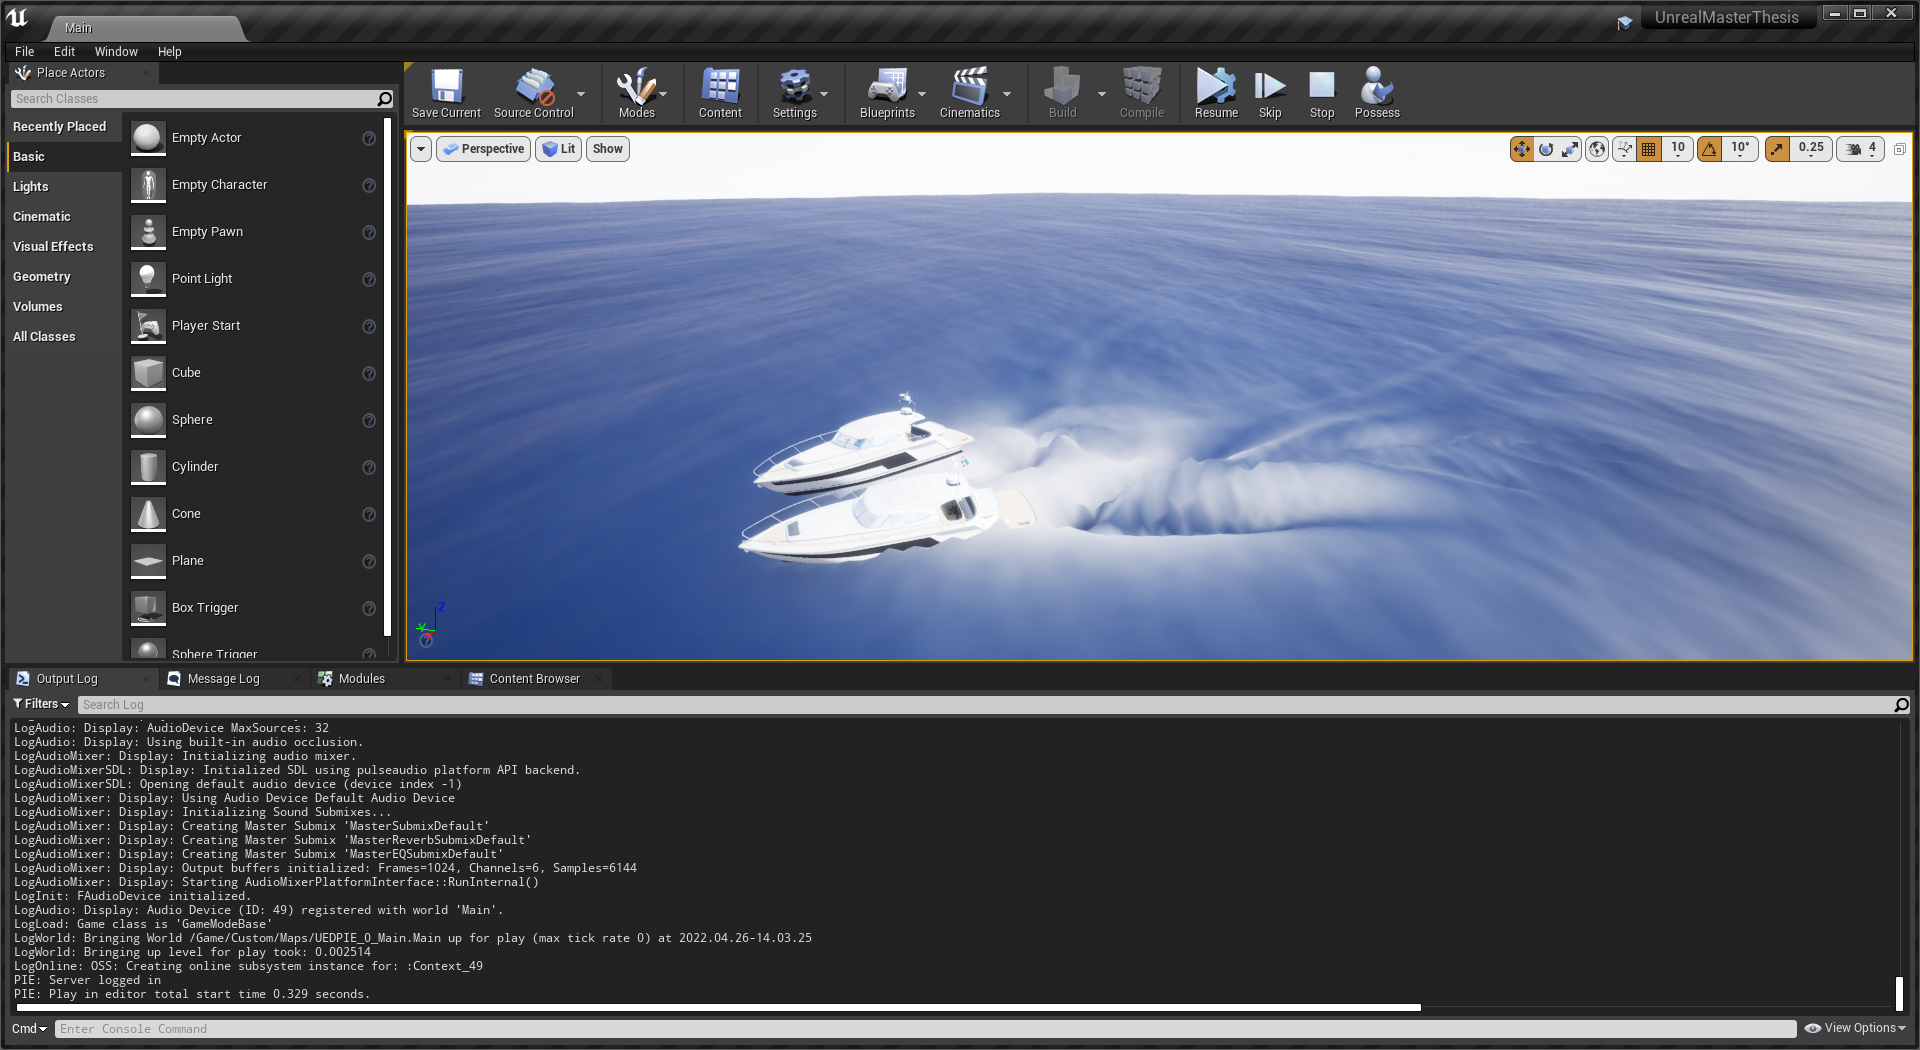 Main
UnrealMasterThesis
File Edit Window Help
Place Actors
Search Classes
Recently Placed
Basic
Lights
Cinematic
Visual Effects
Geometry
Volumes
All Classes
Empty Actor
Empty Character
Empty Pawn
Point Light
Player Start
Cube
Sphere
Cylinder
Cone
Plane
Box Trigger
Sphere Trigger
Save Current Source Control Modes Content Settings Blueprints Cinematics Build Compile Resume Skip Stop Possess
Perspective Lit Show 10 10° 0.25 4
Z
Y
Output Log Message Log Modules Content Browser
Filters Search Log
LogAudio: Display: AudioDevice MaxSources: 32
LogAudio: Display: Using built-in audio occlusion.
LogAudioMixer: Display: Initializing audio mixer.
LogAudioMixerSDL: Display: Initialized SDL using pulseaudio platform API backend.
LogAudioMixerSDL: Opening default audio device (device index -1)
LogAudioMixer: Display: Using Audio Device Default Audio Device
LogAudioMixer: Display: Initializing Sound Submixes...
LogAudioMixer: Display: Creating Master Submix 'MasterSubmixDefault'
LogAudioMixer: Display: Creating Master Submix 'MasterReverbSubmixDefault'
LogAudioMixer: Display: Creating Master Submix 'MasterEQSubmixDefault'
LogAudioMixer: Display: Output buffers initialized: Frames=1024, Channels=6, Samples=6144
LogAudioMixer: Display: Starting AudioMixerPlatformInterface::RunInternal()
LogInit: FAudioDevice initialized.
LogAudio: Display: Audio Device (ID: 49) registered with world 'Main'.
LogLoad: Game class is 'GameModeBase'
LogWorld: Bringing World /Game/Custom/Maps/UEDPIE_0_Main.Main up for play (max tick rate 0) at 2022.04.26-14.03.25
LogWorld: Bringing up level for play took: 0.002514
LogOnline: OSS: Creating online subsystem instance for: :Context_49
PIE: Server logged in
PIE: Play in editor total start time 0.329 seconds.
Cmd Enter Console Command View Options